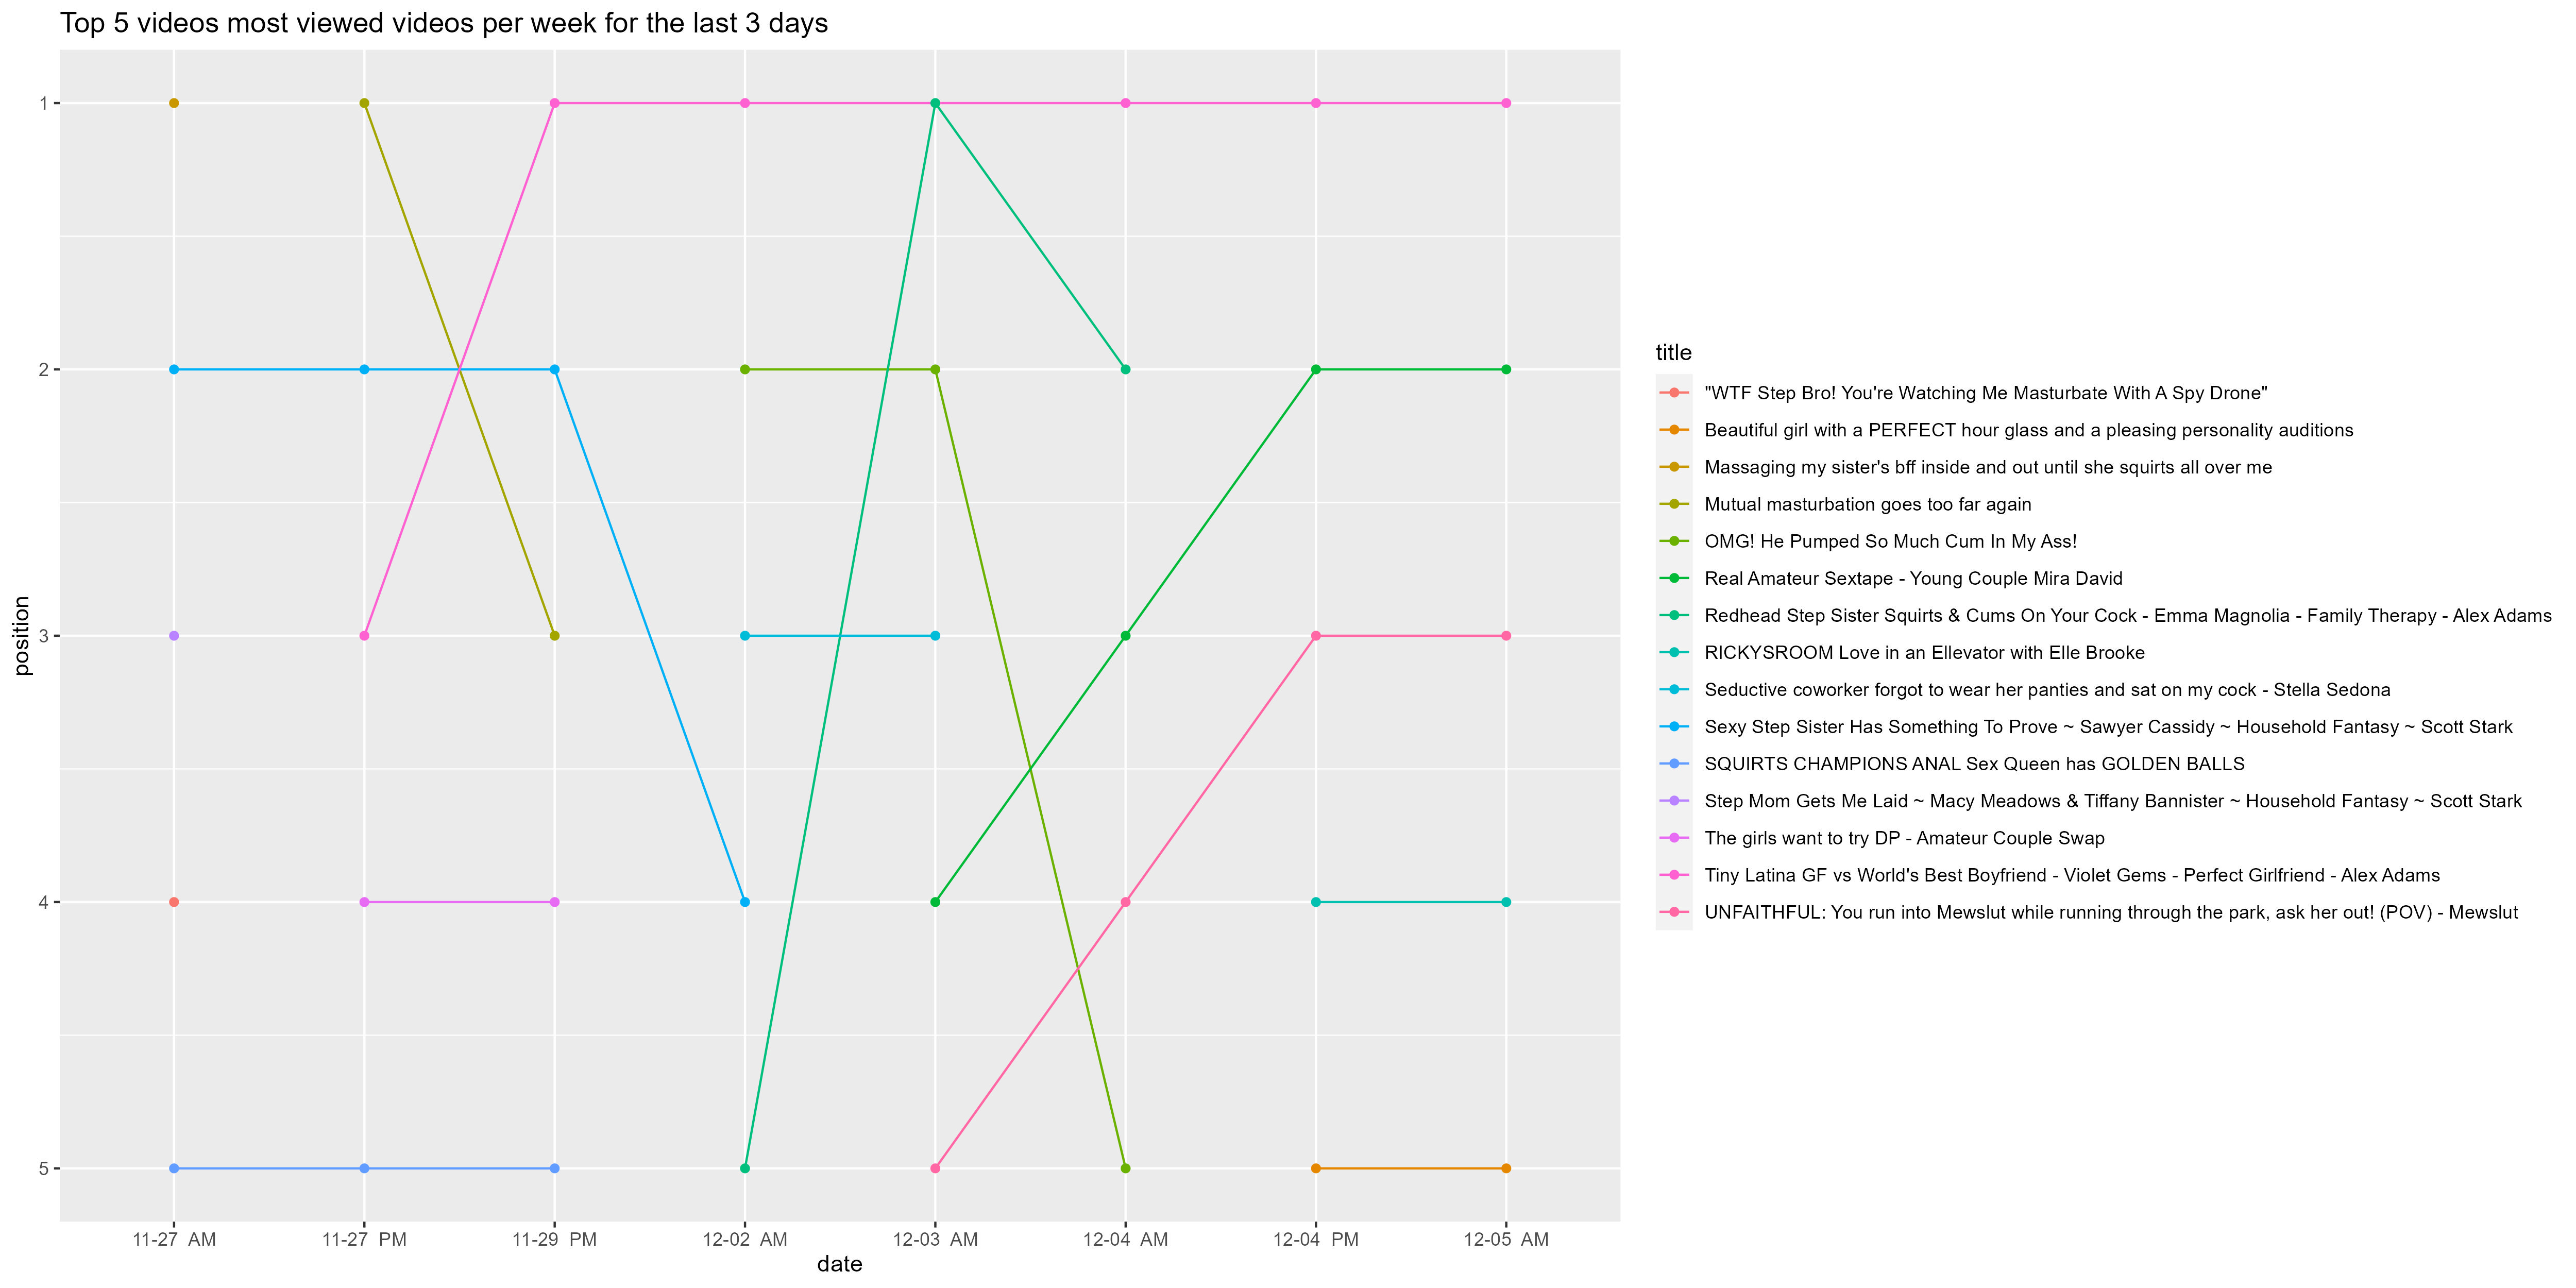 Top 5 videos most viewed videos per week for the last 3 days
position
1
2
3
4
5
11-27 AM
11-27 PM
11-29 PM
12-02 AM
12-03 AM
12-04 AM
12-04 PM
12-05 AM
date
title
"WTF Step Bro! You're Watching Me Masturbate With A Spy Drone"
Beautiful girl with a PERFECT hour glass and a pleasing personality auditions
Massaging my sister's bff inside and out until she squirts all over me
Mutual masturbation goes too far again
OMG! He Pumped So Much Cum In My Ass!
Real Amateur Sextape - Young Couple Mira David
Redhead Step Sister Squirts & Cums On Your Cock - Emma Magnolia - Family Therapy - Alex Adams
RICKYSROOM Love in an Ellevator with Elle Brooke
Seductive coworker forgot to wear her panties and sat on my cock - Stella Sedona
Sexy Step Sister Has Something To Prove ~ Sawyer Cassidy ~ Household Fantasy ~ Scott Stark
SQUIRTS CHAMPIONS ANAL Sex Queen has GOLDEN BALLS
Step Mom Gets Me Laid ~ Macy Meadows & Tiffany Bannister ~ Household Fantasy ~ Scott Stark
The girls want to try DP - Amateur Couple Swap
Tiny Latina GF vs World's Best Boyfriend - Violet Gems - Perfect Girlfriend - Alex Adams
UNFAITHFUL: You run into Mewslut while running through the park, ask her out! (POV) - Mewslut